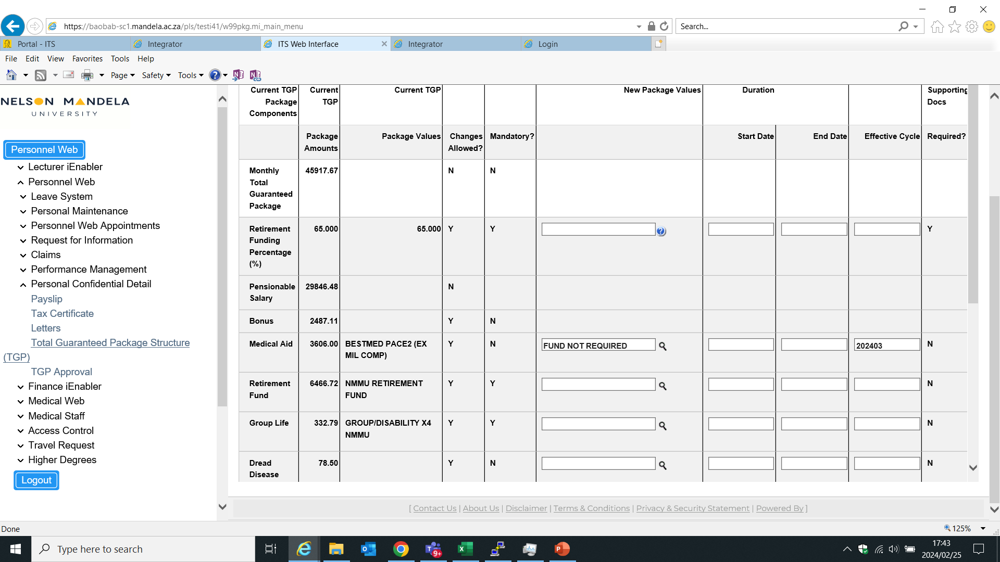 https://baobab-sc1.mandela.ac.za/pls/testi41/w99pkg.mi_main_menu
Search...
Portal - ITS
Integrator
ITS Web Interface
Integrator
Login
File Edit View Favorites Tools Help
Page Safety Tools
NELSON MANDELA
UNIVERSITY
Personnel Web
Lecturer iEnabler
Personnel Web
Leave System
Personal Maintenance
Personnel Web Appointments
Request for Information
Claims
Performance Management
Personal Confidential Detail
Payslip
Tax Certificate
Letters
Total Guaranteed Package Structure
(TGP)
TGP Approval
Finance iEnabler
Medical Web
Medical Staff
Access Control
Travel Request
Higher Degrees
Logout
Current TGP Current Current TGP New Package Values Duration Supporting
Package TGP Docs
Components
Package Package Values Changes Mandatory? Start Date End Date Effective Cycle Required?
Amounts Allowed?
Monthly 45917.67 N N
Total
Guaranteed
Package
Retirement 65.000 65.000 Y Y Y
Funding
Percentage
(%)
Pensionable 29846.48 N
Salary
Bonus 2487.11 Y N
Medical Aid 3606.00 BESTMED PACE2 (EX Y N FUND NOT REQUIRED 202403 N
MIL COMP)
Retirement 6466.72 NMMU RETIREMENT Y Y N
Fund FUND
Group Life 332.79 GROUP/DISABILITY X4 Y Y N
NMMU
Dread 78.50 Y N N
Disease
[ Contact Us | About Us | Disclaimer | Terms & Conditions | Privacy & Security Statement | Powered By ]
Done
125%
Type here to search
9+
17:43
2024/02/25